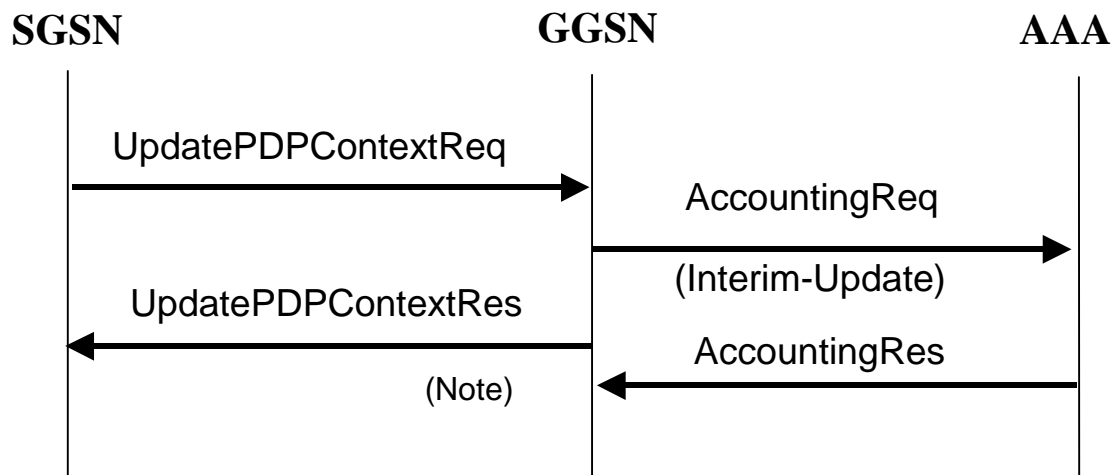 SGSN GGSN AAA
UpdatePDPContextReq
AccountingReq
(Interim-Update)
UpdatePDPContextRes
AccountingRes
(Note)